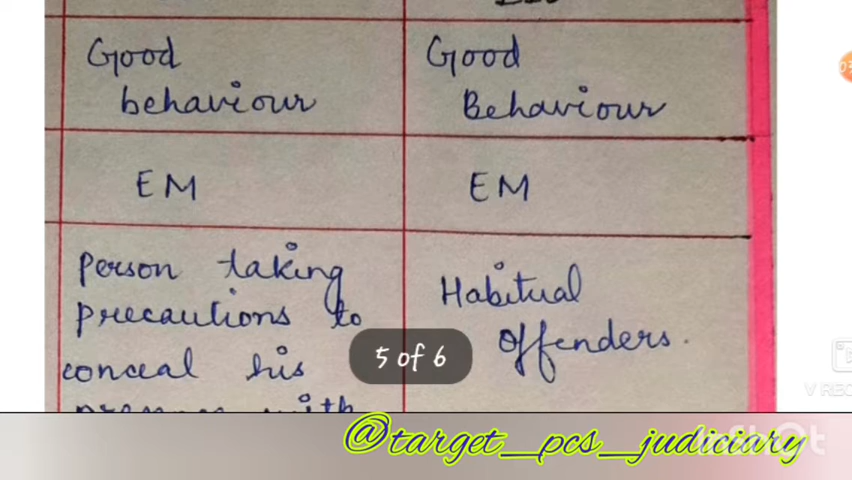 Good
behaviour
Good
Behaviour
EM
EM
Person taking
precautions to
conceal his
Habitual
offenders.
5 of 6
@target_pcs_judiciary